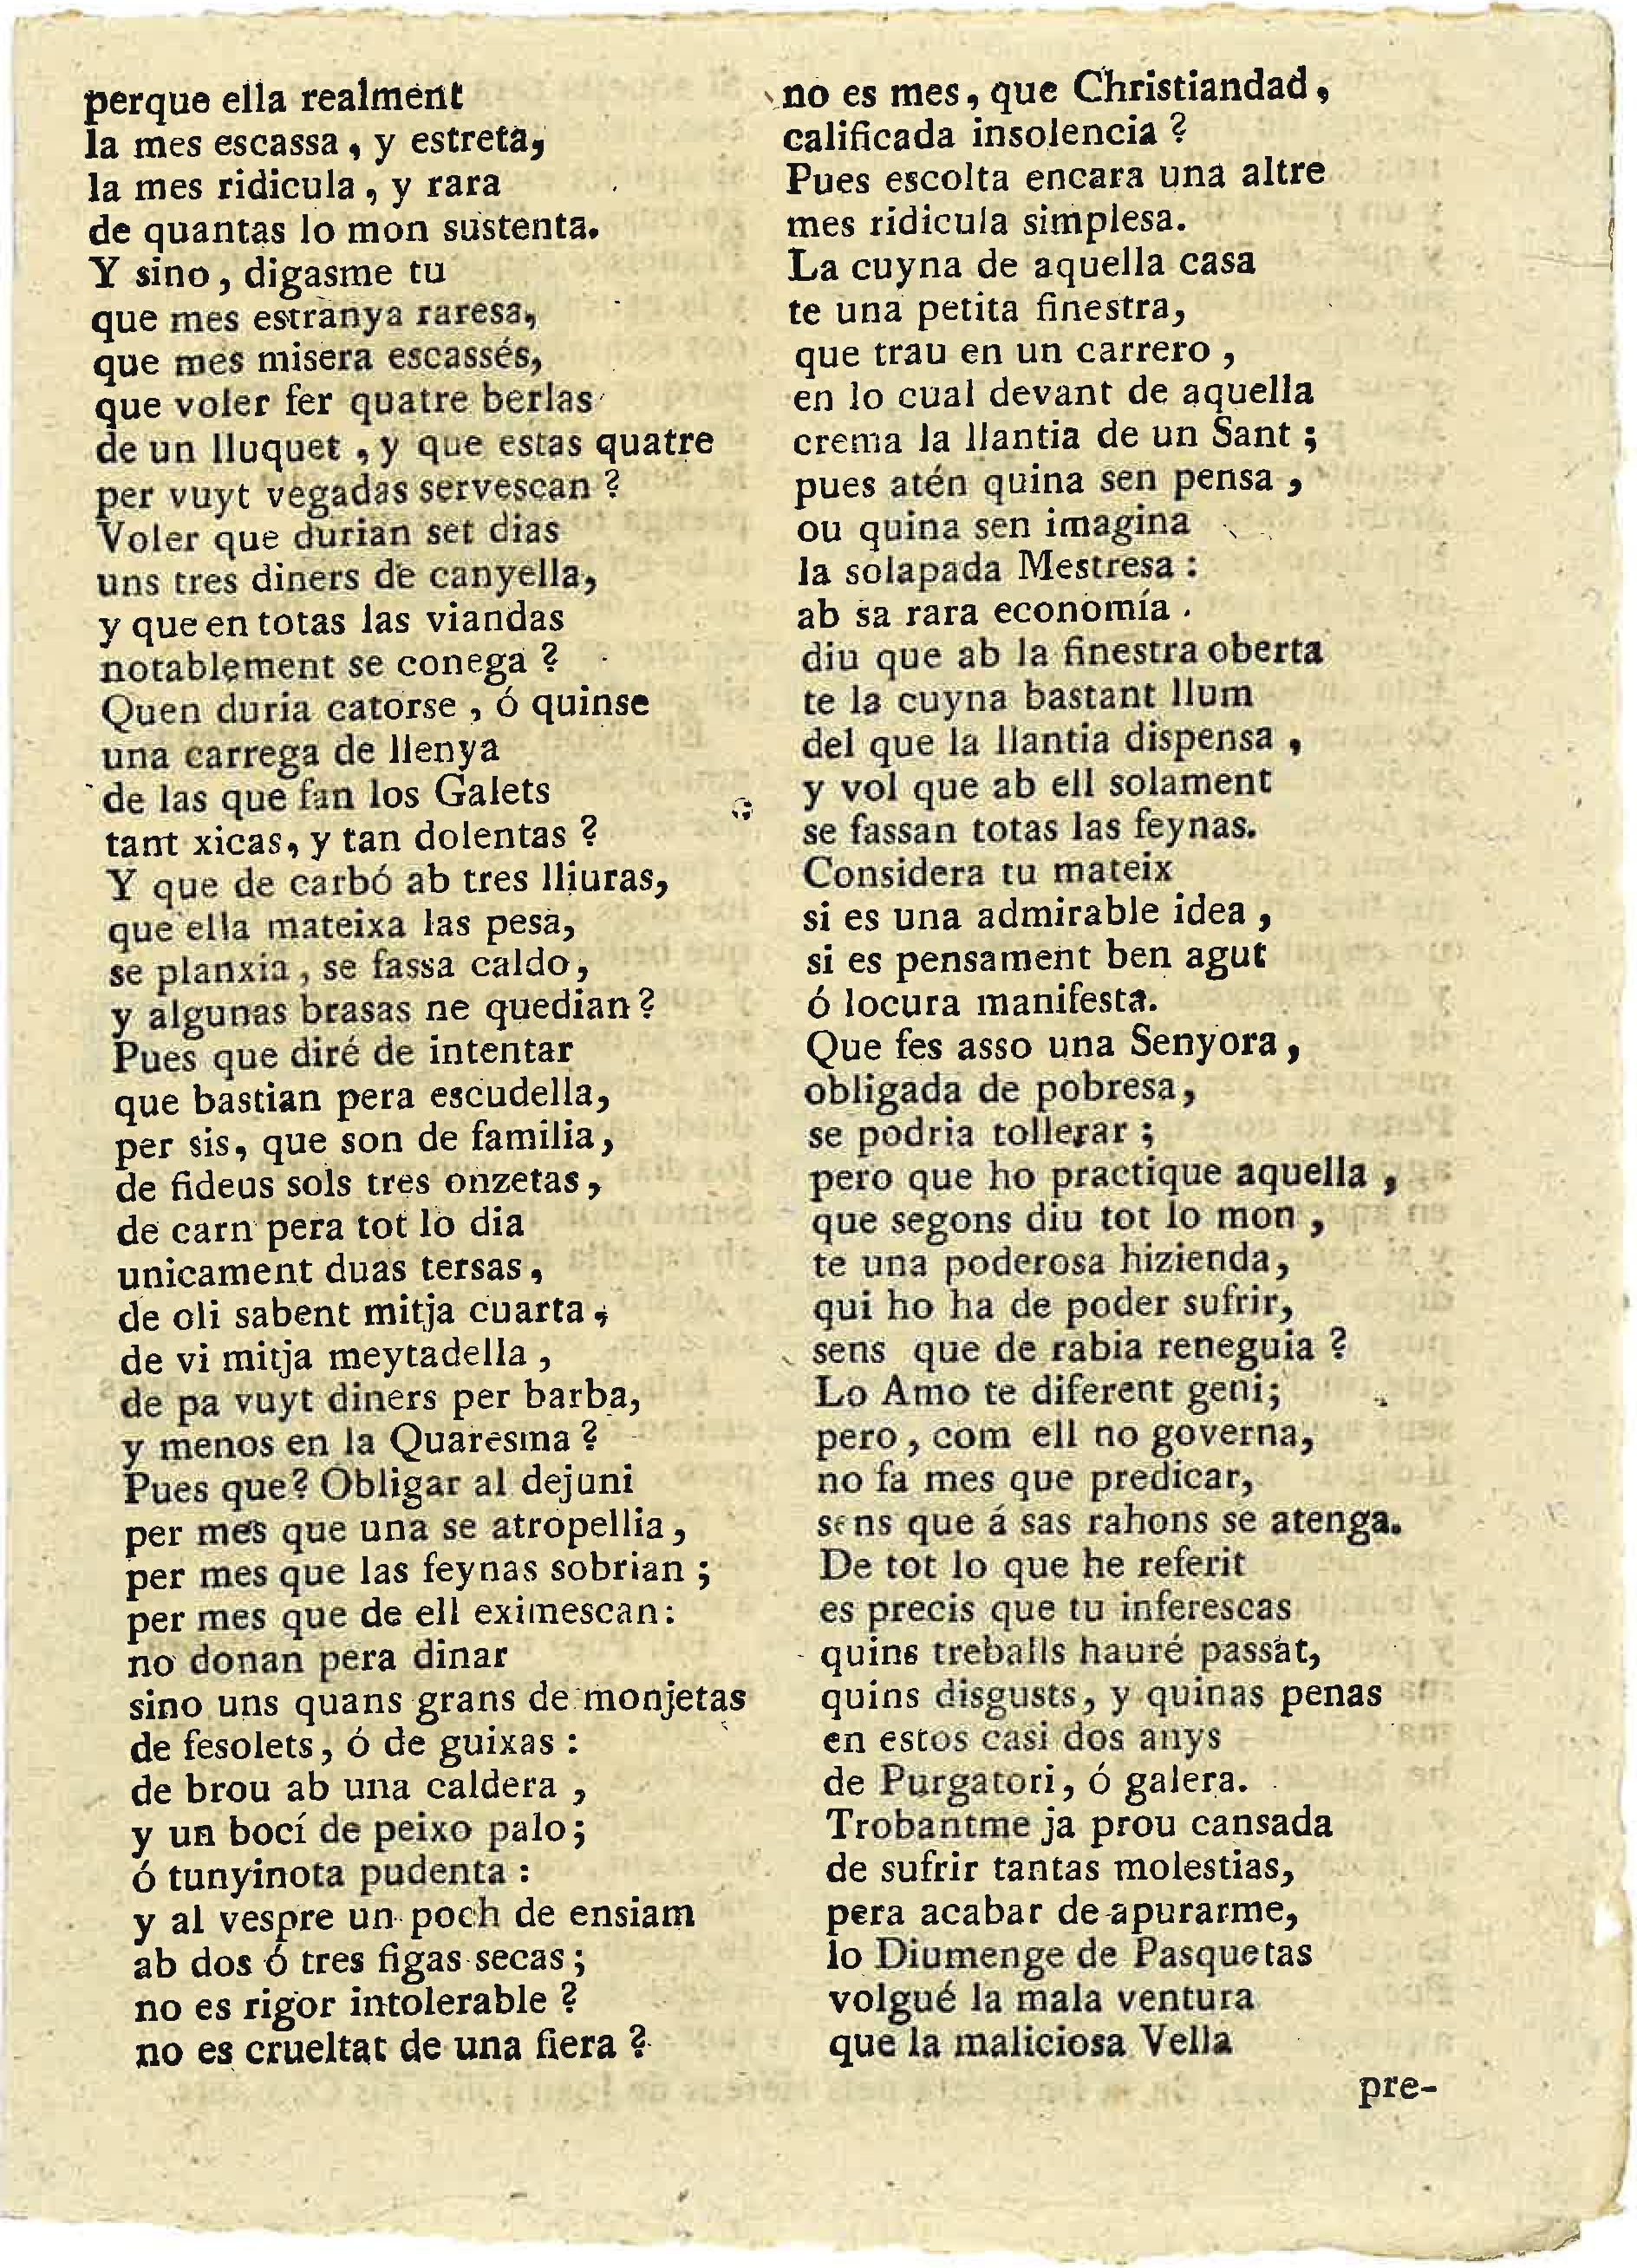 perque ella realment
la mes escassa, y estreta,
la mes ridicula, y rara
de quantas lo mon sustenta.
Y sino, digasme tu
que mes estranya raresa,
que mes misera escassés,
que voler fer quatre berlas
de un lluquet, y que estas quatre
per vuyt vegadas servescan?
Voler que durian set dias
uns tres diners de canyella,
y que en totas las viandas
notablement se conega?
Quen duria catorse, ó quinse
una carrega de llenya
de las que fan los Galets
tant xicas, y tan dolentas?
Y que de carbó ab tres lliuras,
que ella mateixa las pesa,
se planxia, se fassa caldo,
y algunas brasas ne quedian?
Pues que diré de intentar
que bastian pera escudella,
per sis, que son de familia,
de fideus sols tres onzetas,
de carn pera tot lo dia
unicament duas tersas,
de oli sabent mitja cuarta,
de vi mitja meytadella,
de pa vuyt diners per barba,
y menos en la Quaresma?
Pues que? Obligar al dejuni
per mes que una se atropellia,
per mes que las feynas sobrian;
per mes que de ell eximescan:
no donan pera dinar
sino uns quans grans de monjetas
de fesolets, ó de guixas:
de brou ab una caldera,
y un bocí de peixo palo;
ó tunyinota pudenta:
y al vespre un poch de ensiam
ab dos ó tres figas secas;
no es rigor intolerable?
no es crueltat de una fiera?
no es mes, que Christiandad,
calificada insolencia?
Pues escolta encara una altre
mes ridicula simplesa.
La cuyna de aquella casa
te una petita finestra,
que trau en un carrero,
en lo cual devant de aquella
crema la llantia de un Sant;
pues atén quina sen pensa,
ou quina sen imagina
la solapada Mestresa:
ab sa rara economía.
diu que ab la finestra oberta
te la cuyna bastant llum
del que la llantia dispensa,
y vol que ab ell solament
se fassan totas las feynas.
Considera tu mateix
si es una admirable idea,
si es pensament ben agut
ó locura manifesta.
Que fes asso una Senyora,
obligada de pobresa,
se podria tollerar;
pero que ho practique aquella,
que segons diu tot lo mon,
te una poderosa hizienda,
qui ho ha de poder sufrir,
sens que de rabia reneguia?
Lo Amo te diferent geni;
pero, com ell no governa,
no fa mes que predicar,
sens que á sas rahons se atenga.
De tot lo que he referit
es precis que tu inferescas
quins treballs hauré passat,
quins disgusts, y quinas penas
en estos casi dos anys
de Purgatori, ó galera.
Trobantme ja prou cansada
de sufrir tantas molestias,
pera acabar de apurarme,
lo Diumenge de Pasquetas
volgué la mala ventura
que la maliciosa Vella
pre-